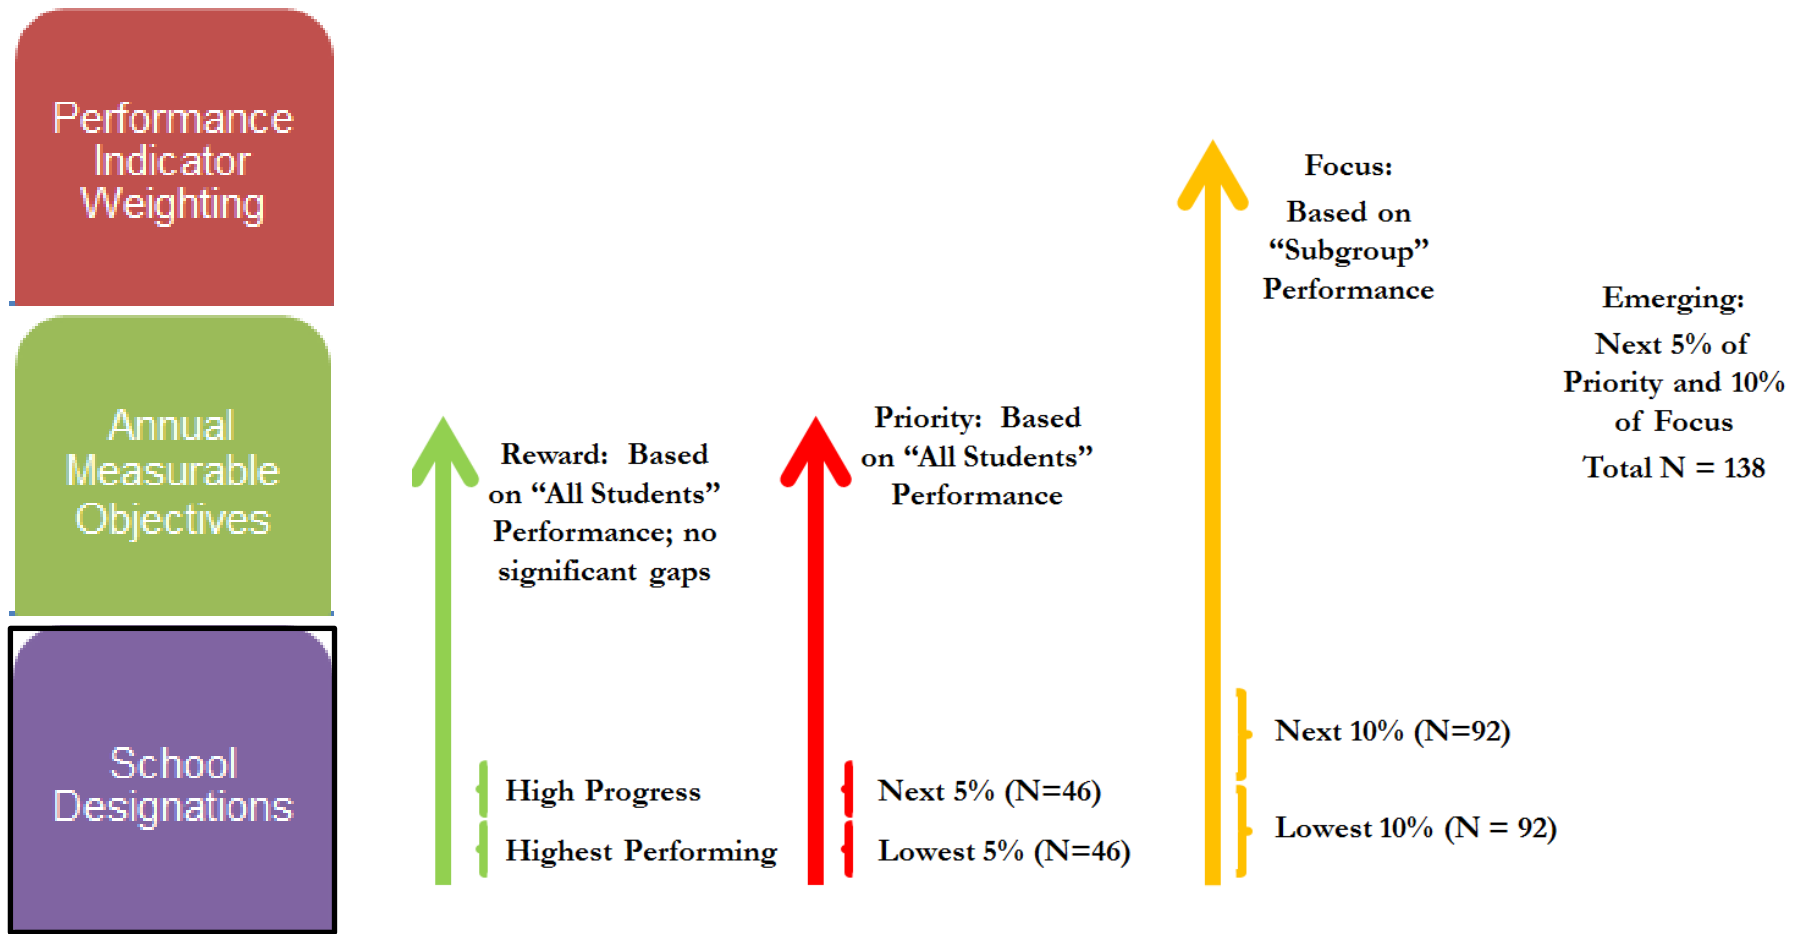 Performance
Indicator
Weighting
Annual
Measurable
Objectives
School
Designations
Reward:  Based
on “All Students”
Performance; no
significant gaps
High Progress
Highest Performing
Priority:  Based
on “All Students”
Performance
Next 5% (N=46)
Lowest 5% (N=46)
Focus:
Based on
“Subgroup”
Performance
Next 10% (N=92)
Lowest 10% (N = 92)
Emerging:
Next 5% of
Priority and 10%
of Focus
Total N = 138